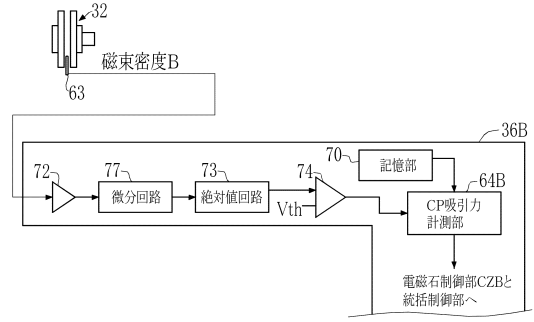 32
磁束密度B
63
36B
72
77
73
74
70
記憶部
64B
微分回路
絶対値回路
Vth
CP吸引力
計測部
電磁石制御部CZBと
統括制御部へ